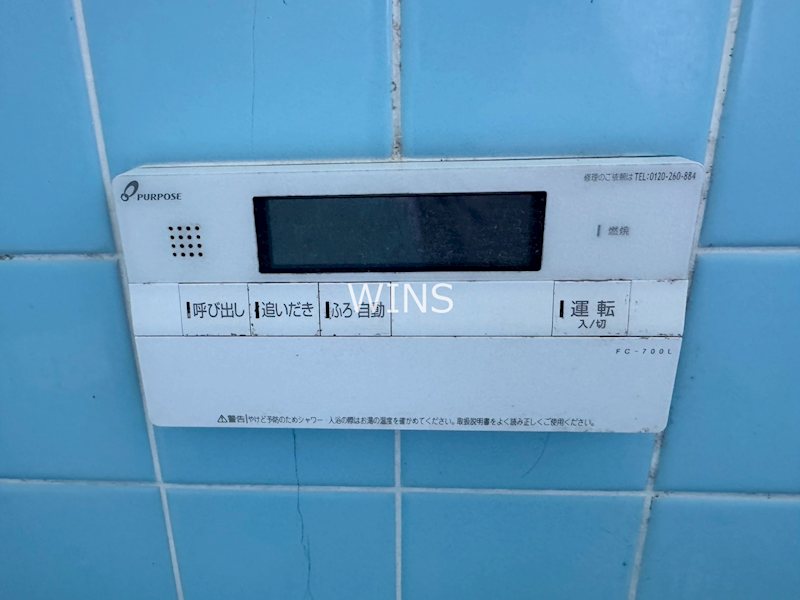 PURPOSE
修理のご依頼は TEL:0120-260-884
燃焼
呼び出し 追いだき ふろ自動 運転
入/切
WINS
FC-700L
警告 やけど予防のためシャワー・入浴の際はお湯の温度を確かめてください。取扱説明書をよく読み正しくご使用ください。